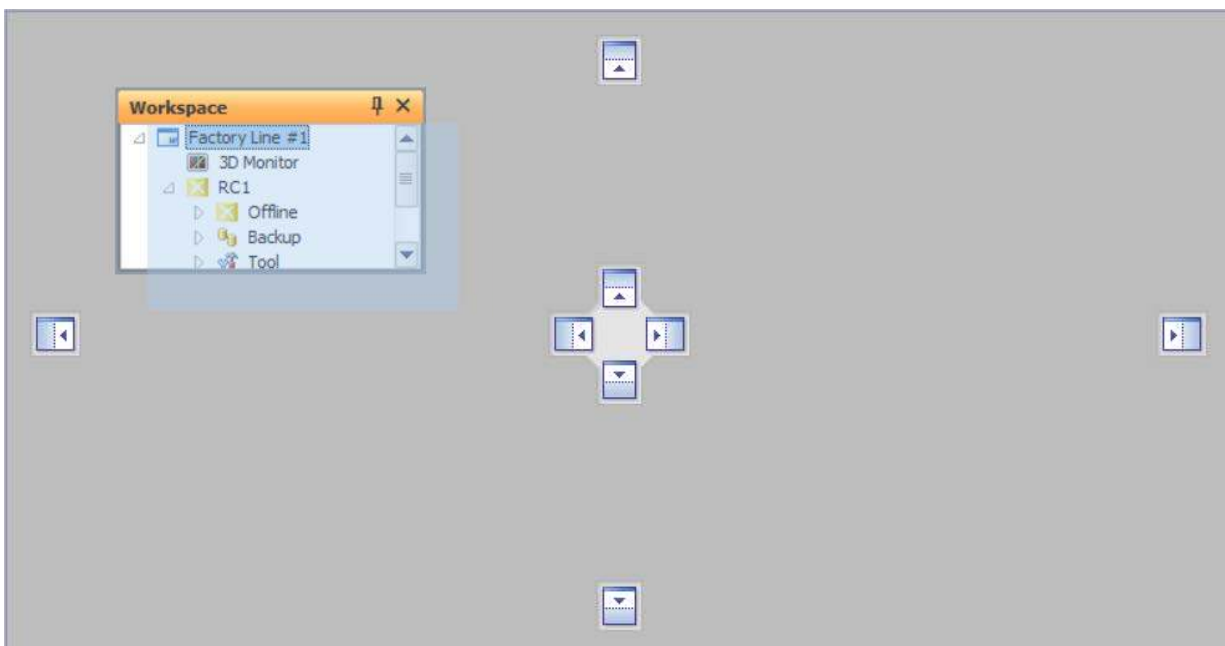 Workspace
Factory Line #1
3D Monitor
RC1
Offline
Backup
Tool